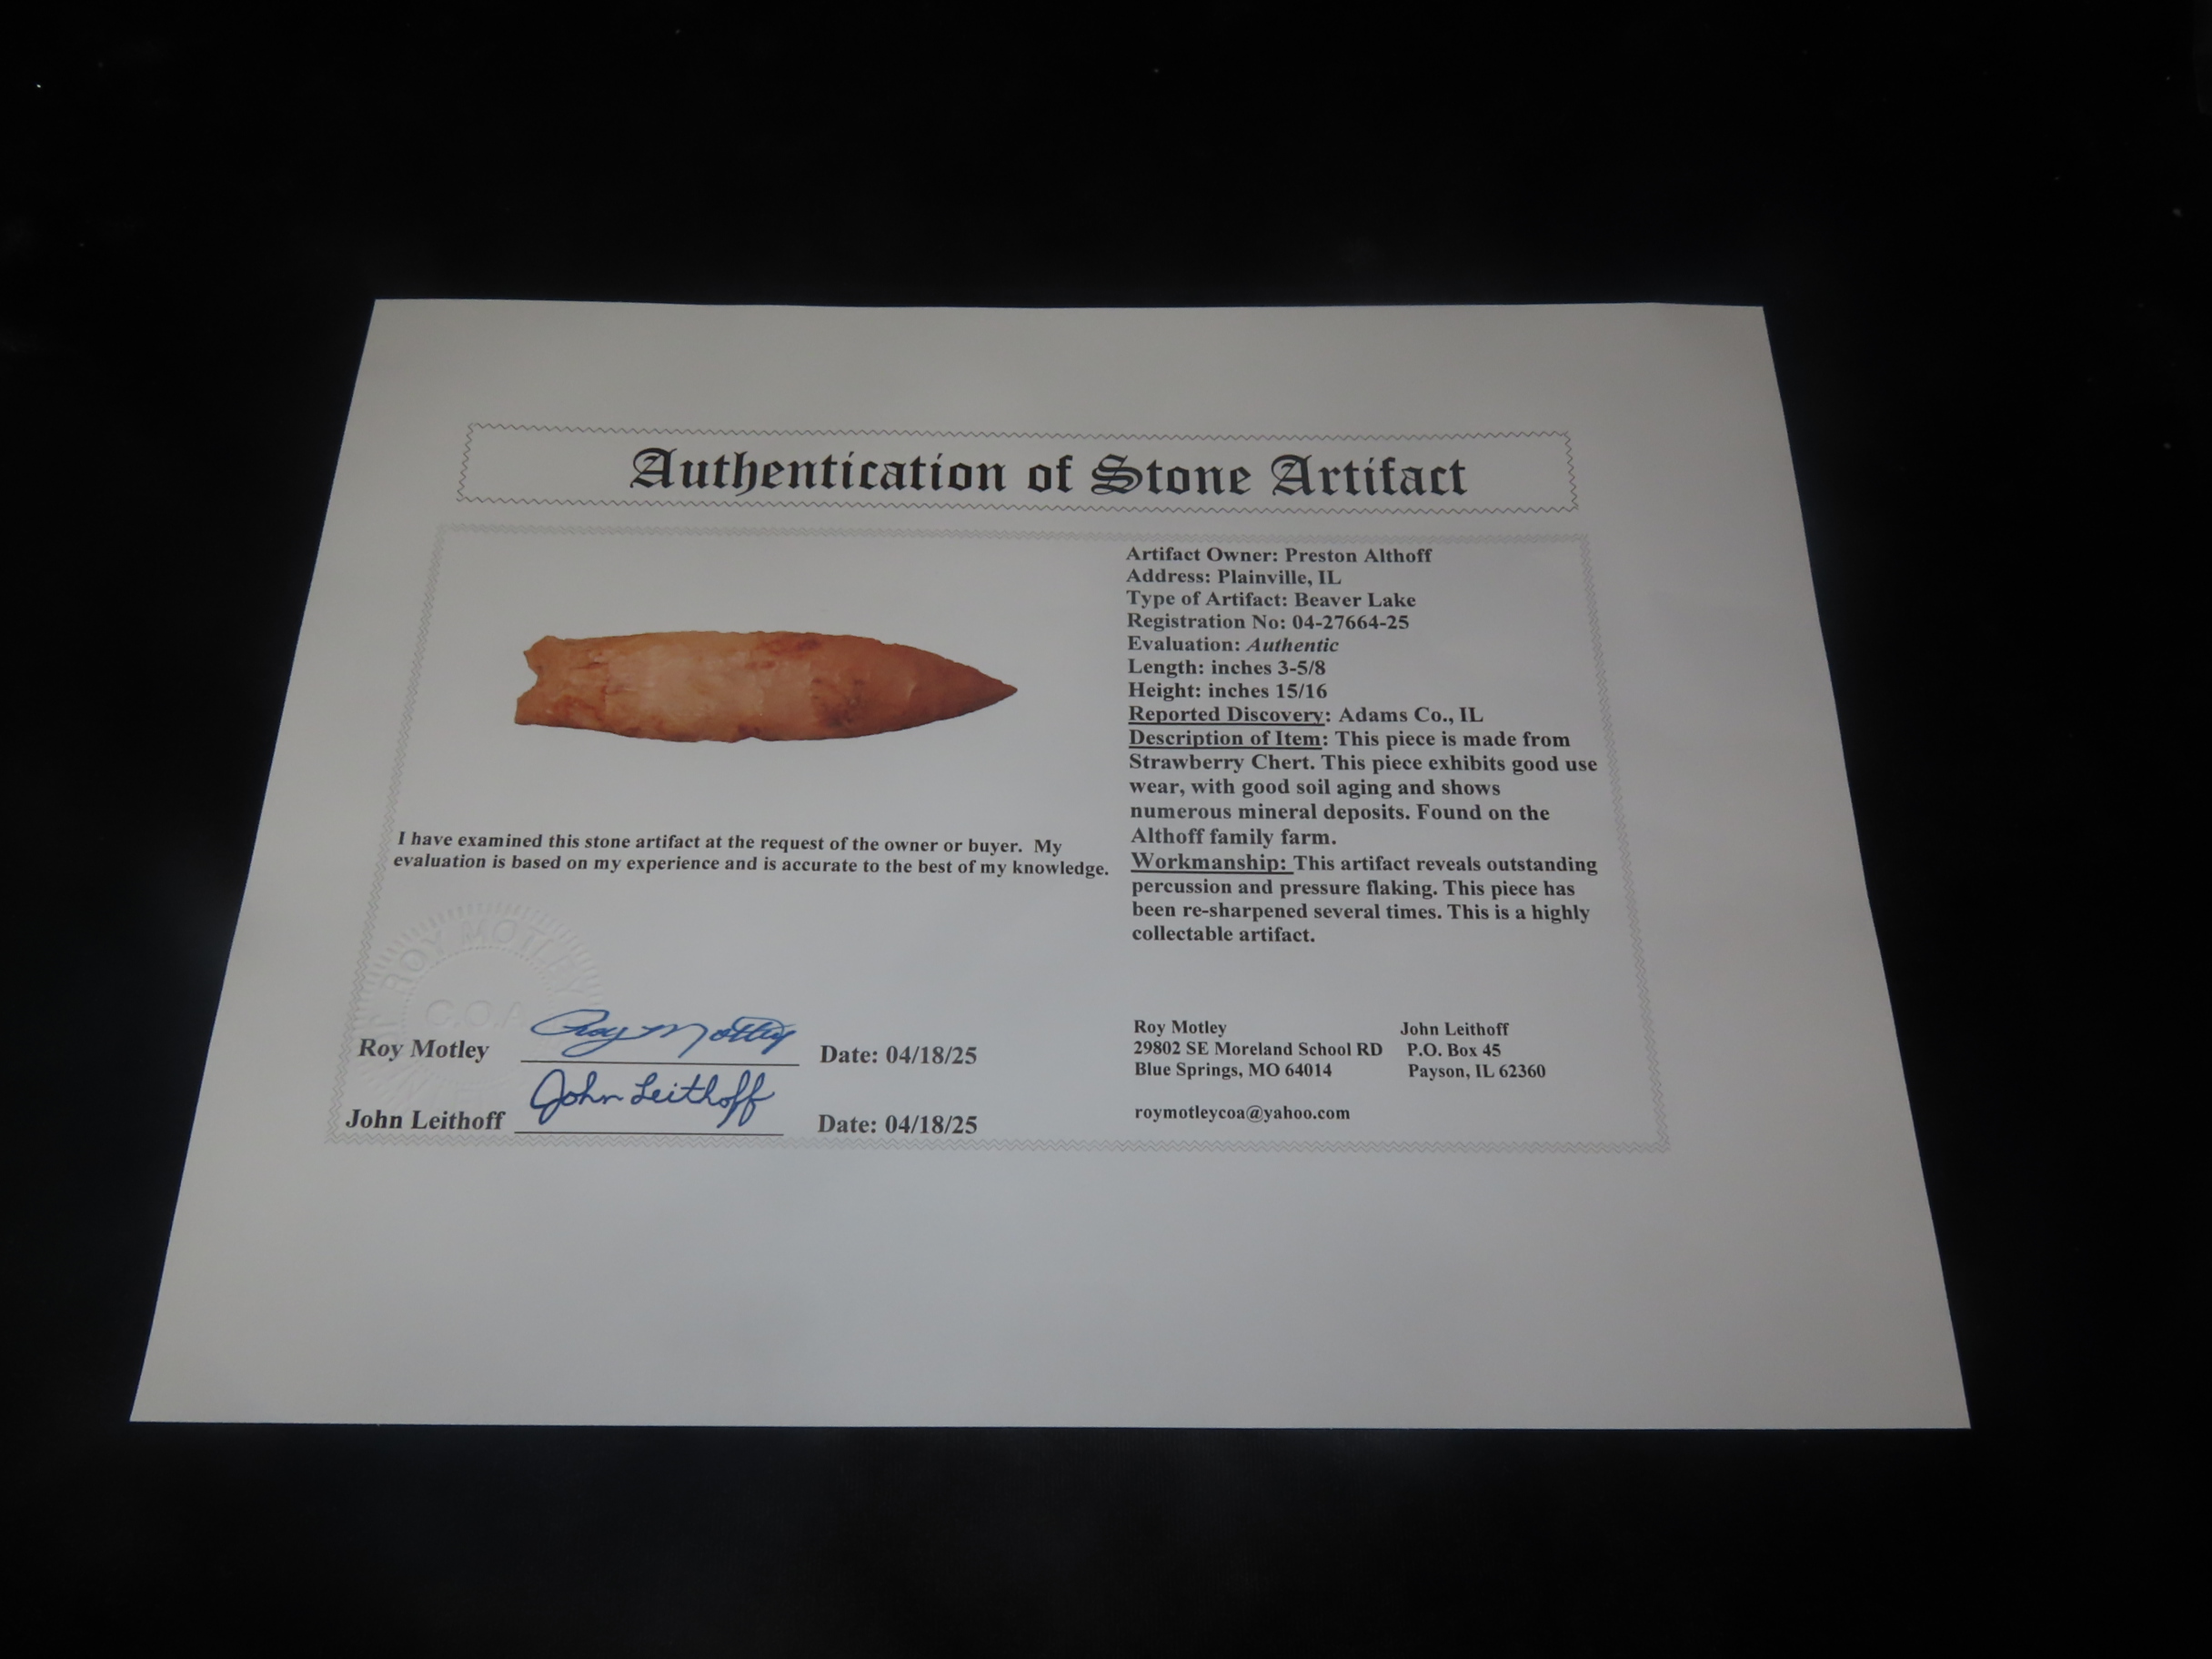 Authentication of Stone Artifact
Artifact Owner: Preston Althoff
Address: Plainville, IL
Type of Artifact: Beaver Lake
Registration No: 04-27664-25
Evaluation: Authentic
Length: inches 3-5/8
Height: inches 15/16
Reported Discovery: Adams Co., IL
Description of Item: This piece is made from
Strawberry Chert. This piece exhibits good use
wear, with good soil aging and shows
numerous mineral deposits. Found on the
Althoff family farm.
Workmanship: This artifact reveals outstanding
percussion and pressure flaking. This piece has
been re-sharpened several times. This is a highly
collectable artifact.
I have examined this stone artifact at the request of the owner or buyer. My
evaluation is based on my experience and is accurate to the best of my knowledge.
ROY MOTLEY
C.O.A
Roy Motley Roy Motley Date: 04/18/25
John Leithoff John Leithoff Date: 04/18/25
Roy Motley
29802 SE Moreland School RD
Blue Springs, MO 64014
roymotleycoa@yahoo.com
John Leithoff
P.O. Box 45
Payson, IL 62360